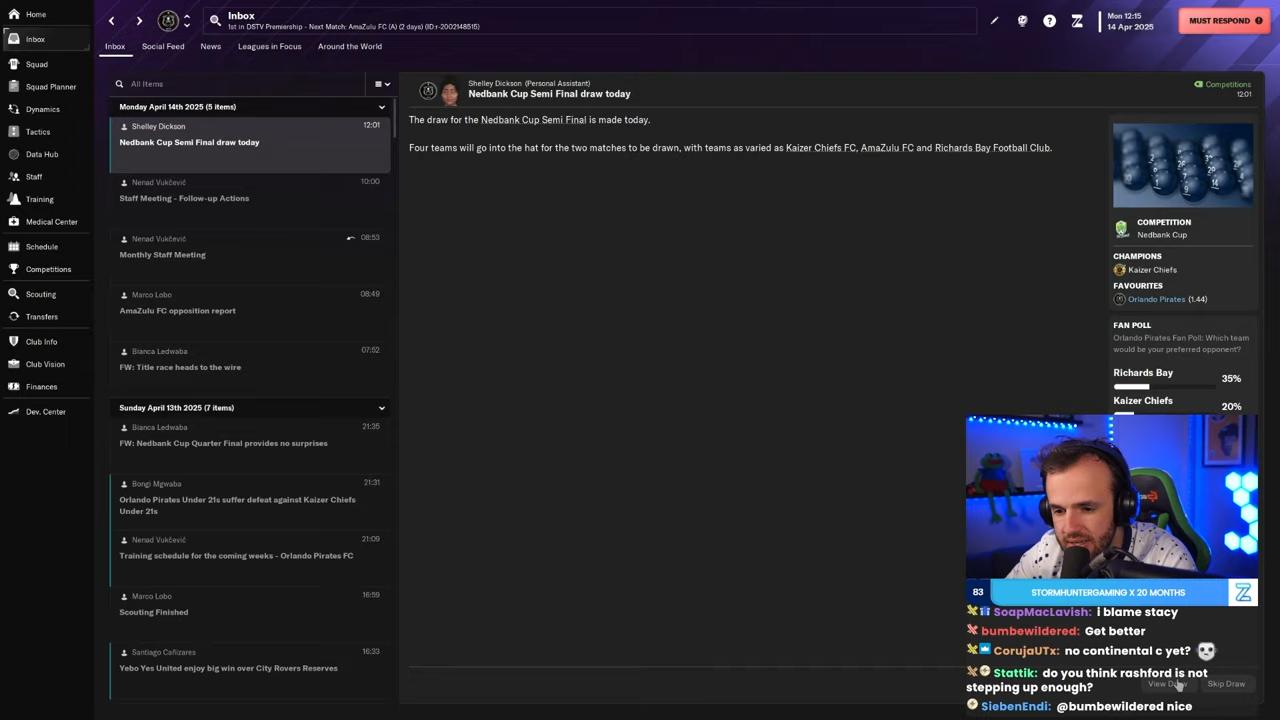 Home
Inbox
Squad
Squad Planner
Dynamics
Tactics
Data Hub
Staff
Training
Medical Center
Schedule
Competitions
Scouting
Transfers
Club Info
Club Vision
Finances
Dev. Center
Inbox
1st in DSTV Premiership - Next Match: AmaZulu FC (A) (2 days) (ID:r-2002148515)
Mon 12:15
14 Apr 2025
MUST RESPOND
Inbox Social Feed News Leagues in Focus Around the World
All Items
Monday April 14th 2025 (5 items)
Shelley Dickson 12:01
Nedbank Cup Semi Final draw today
Nenad Vukčević 10:00
Staff Meeting - Follow-up Actions
Nenad Vukčević 08:53
Monthly Staff Meeting
Marco Lobo 08:49
AmaZulu FC opposition report
Bianca Ledwaba 07:52
FW: Title race heads to the wire
Sunday April 13th 2025 (7 items)
Bianca Ledwaba 21:35
FW: Nedbank Cup Quarter Final provides no surprises
Bongi Mgwaba 21:31
Orlando Pirates Under 21s suffer defeat against Kaizer Chiefs
Under 21s
Nenad Vukčević 21:09
Training schedule for the coming weeks - Orlando Pirates FC
Marco Lobo 16:59
Scouting Finished
Santiago Cañizares 16:33
Yebo Yes United enjoy big win over City Rovers Reserves
Shelley Dickson (Personal Assistant)
Nedbank Cup Semi Final draw today
Competitions
12:01
The draw for the Nedbank Cup Semi Final is made today.
Four teams will go into the hat for the two matches to be drawn, with teams as varied as Kaizer Chiefs FC, AmaZulu FC and Richards Bay Football Club.
COMPETITION
Nedbank Cup
CHAMPIONS
Kaizer Chiefs
FAVOURITES
Orlando Pirates (1.44)
FAN POLL
Orlando Pirates Fan Poll: Which team
would be your preferred opponent?
Richards Bay 35%
Kaizer Chiefs 20%
83 STORMHUNTERGAMING X 20 MONTHS
SoapMacLavish: i blame stacy
bumbewildered: Get better
CorujaUTx: no continental c yet?
Stattik: do you think rashford is not
stepping up enough?
SiebenEndi: @bumbewildered nice
View Draw Skip Draw